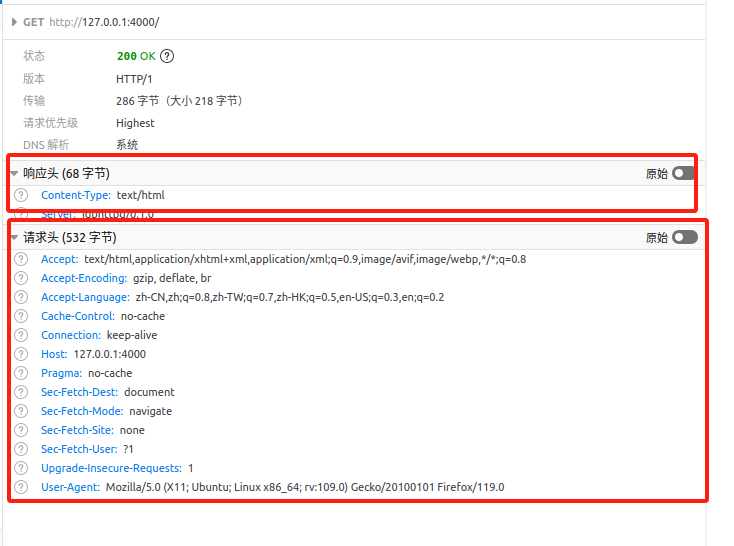 GET http://127.0.0.1:4000/
状态 200 OK
版本 HTTP/1
传输 286 字节（大小 218 字节）
请求优先级 Highest
DNS 解析 系统
响应头 (68 字节) 原始
Content-Type: text/html
Server:
请求头 (532 字节) 原始
Accept: text/html,application/xhtml+xml,application/xml;q=0.9,image/avif,image/webp,*/*;q=0.8
Accept-Encoding: gzip, deflate, br
Accept-Language: zh-CN,zh;q=0.8,zh-TW;q=0.7,zh-HK;q=0.5,en-US;q=0.3,en;q=0.2
Cache-Control: no-cache
Connection: keep-alive
Host: 127.0.0.1:4000
Pragma: no-cache
Sec-Fetch-Dest: document
Sec-Fetch-Mode: navigate
Sec-Fetch-Site: none
Sec-Fetch-User: ?1
Upgrade-Insecure-Requests: 1
User-Agent: Mozilla/5.0 (X11; Ubuntu; Linux x86_64; rv:109.0) Gecko/20100101 Firefox/119.0